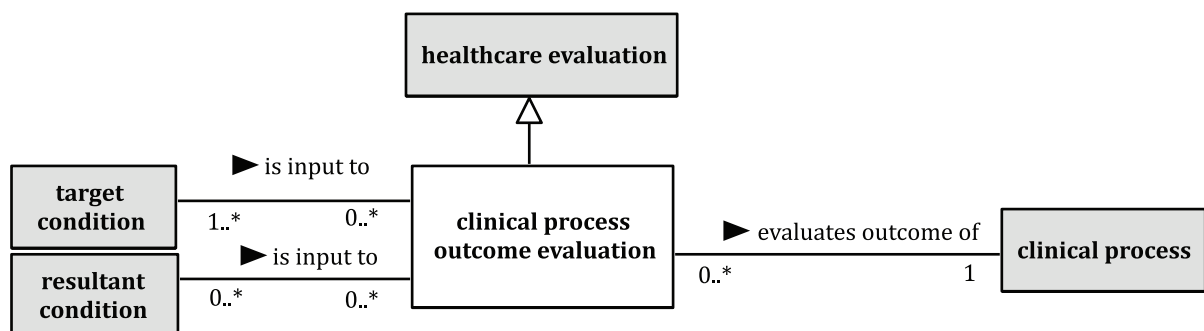 healthcare evaluation
► is input to
target
condition
1..*
0..*
clinical process
outcome evaluation
► evaluates outcome of
clinical process
0..*
1
► is input to
resultant
condition
0..*
0..*